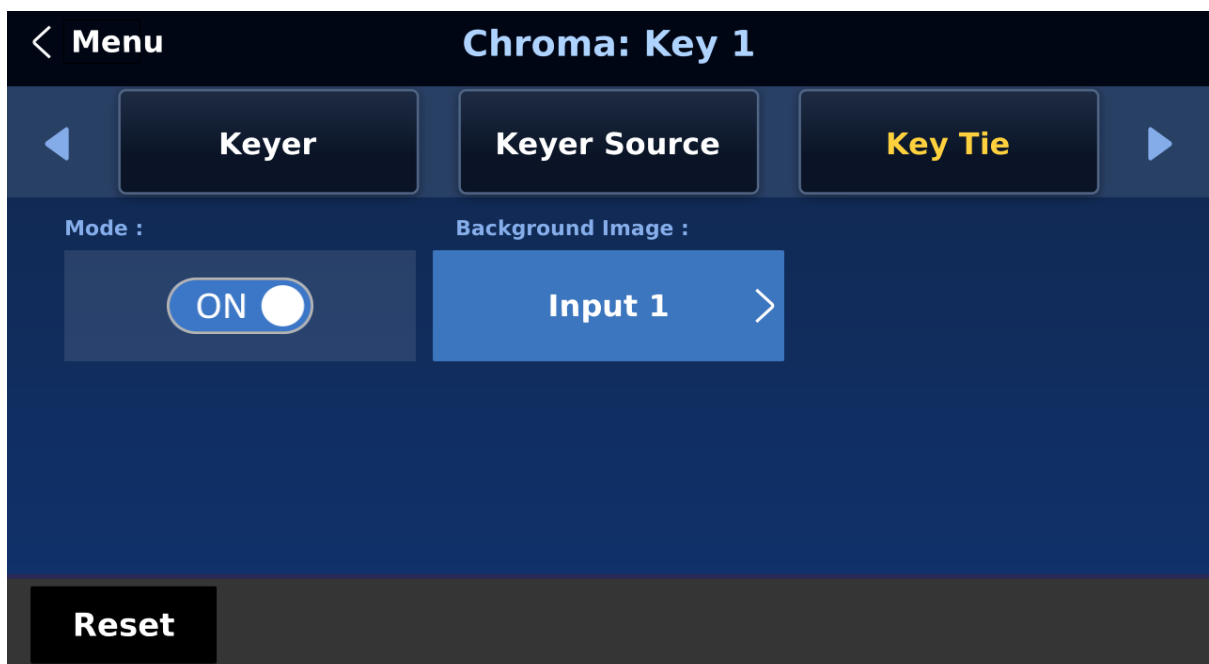 Menu
Chroma: Key 1
Keyer
Keyer Source
Key Tie
Mode :
Background Image :
ON
Input 1
Reset